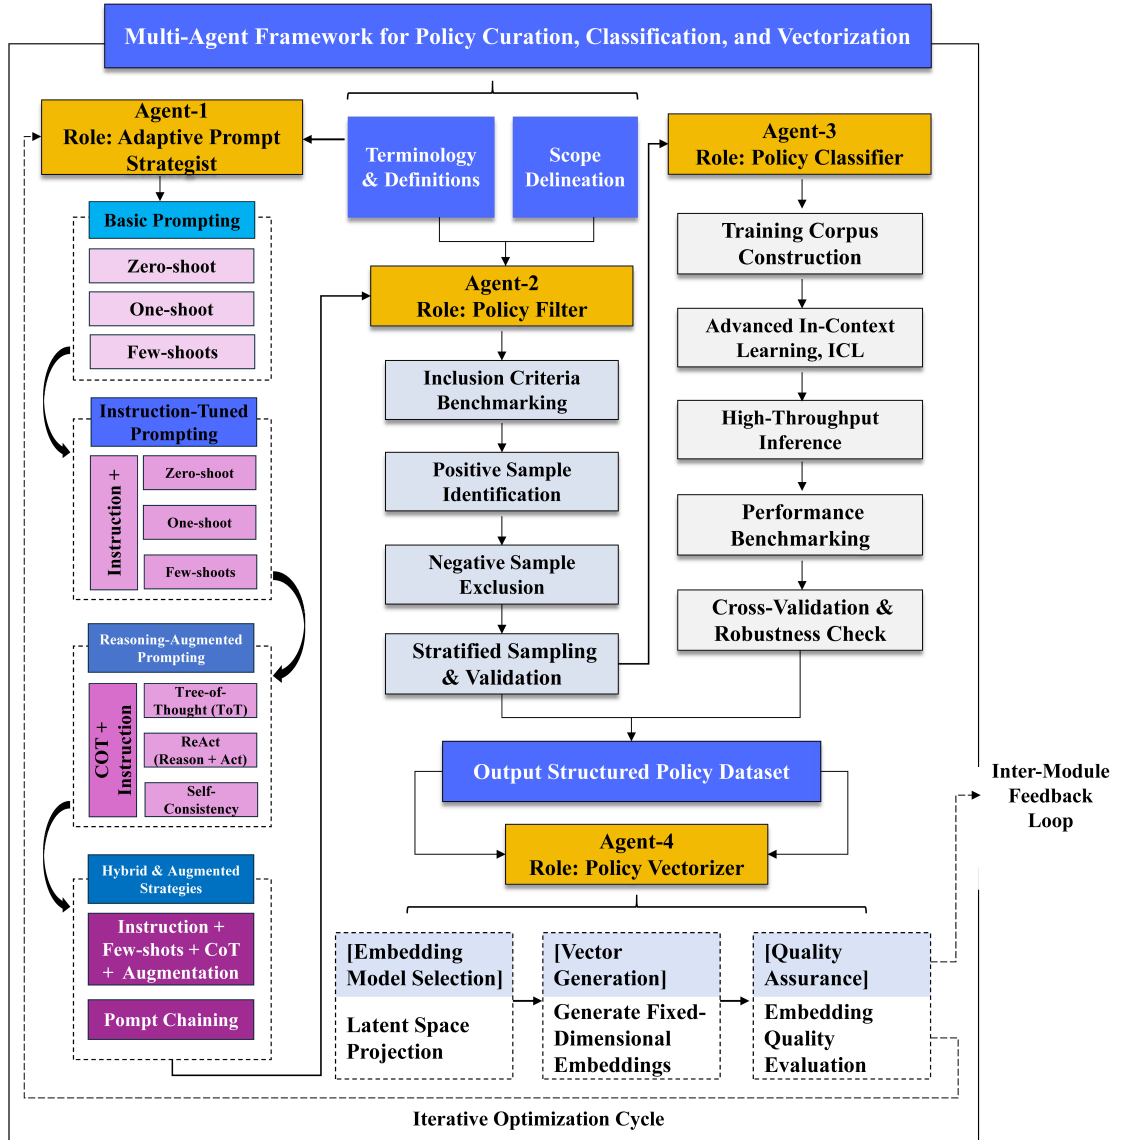 Multi-Agent Framework for Policy Curation, Classification, and Vectorization
Agent-1
Role: Adaptive Prompt
Strategist
Basic Prompting
Zero-shoot
One-shoot
Few-shoots
Instruction-Tuned
Prompting
Instruction +
Zero-shoot
One-shoot
Few-shoots
Reasoning-Augmented
Prompting
COT +
Instruction
Tree-of-
Thought (ToT)
ReAct
(Reason + Act)
Self-
Consistency
Hybrid & Augmented
Strategies
Instruction +
Few-shots + CoT
+ Augmentation
Pompt Chaining
Terminology
& Definitions
Scope
Delineation
Agent-2
Role: Policy Filter
Inclusion Criteria
Benchmarking
Positive Sample
Identification
Negative Sample
Exclusion
Stratified Sampling
& Validation
Agent-3
Role: Policy Classifier
Training Corpus
Construction
Advanced In-Context
Learning, ICL
High-Throughput
Inference
Performance
Benchmarking
Cross-Validation &
Robustness Check
Output Structured Policy Dataset
Agent-4
Role: Policy Vectorizer
[Embedding
Model Selection]
Latent Space
Projection
[Vector
Generation]
Generate Fixed-
Dimensional
Embeddings
[Quality
Assurance]
Embedding
Quality
Evaluation
Inter-Module
Feedback
Loop
Iterative Optimization Cycle